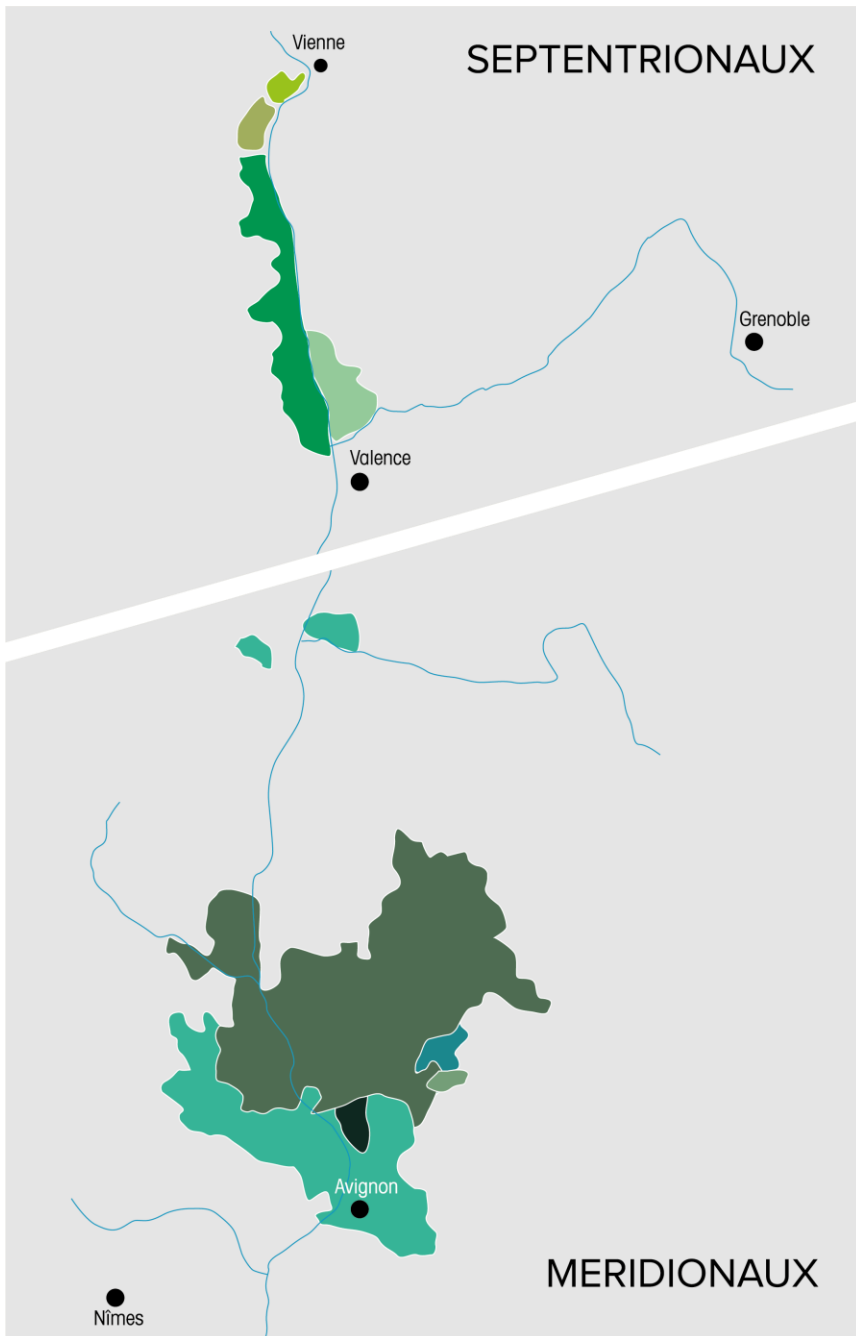 Vienne
SEPTENTRIONAUX
Grenoble
Valence
Avignon
MERIDIONAUX
Nîmes